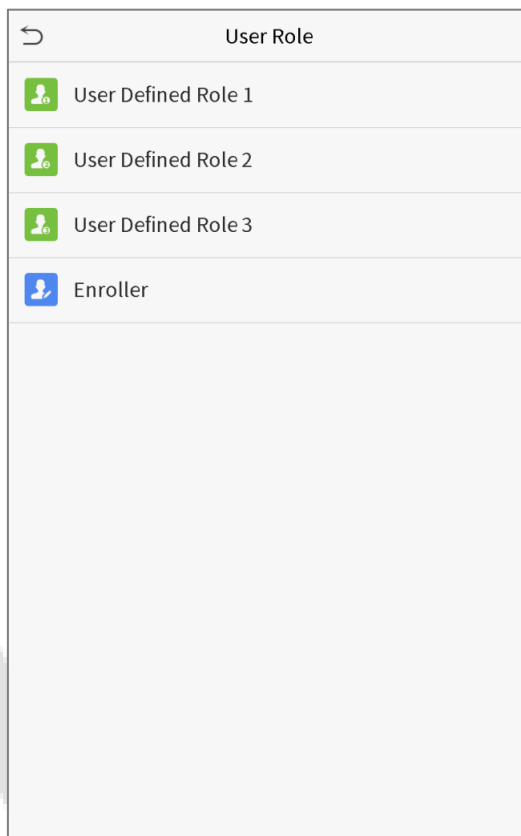 User Role
User Defined Role 1
User Defined Role 2
User Defined Role 3
Enroller